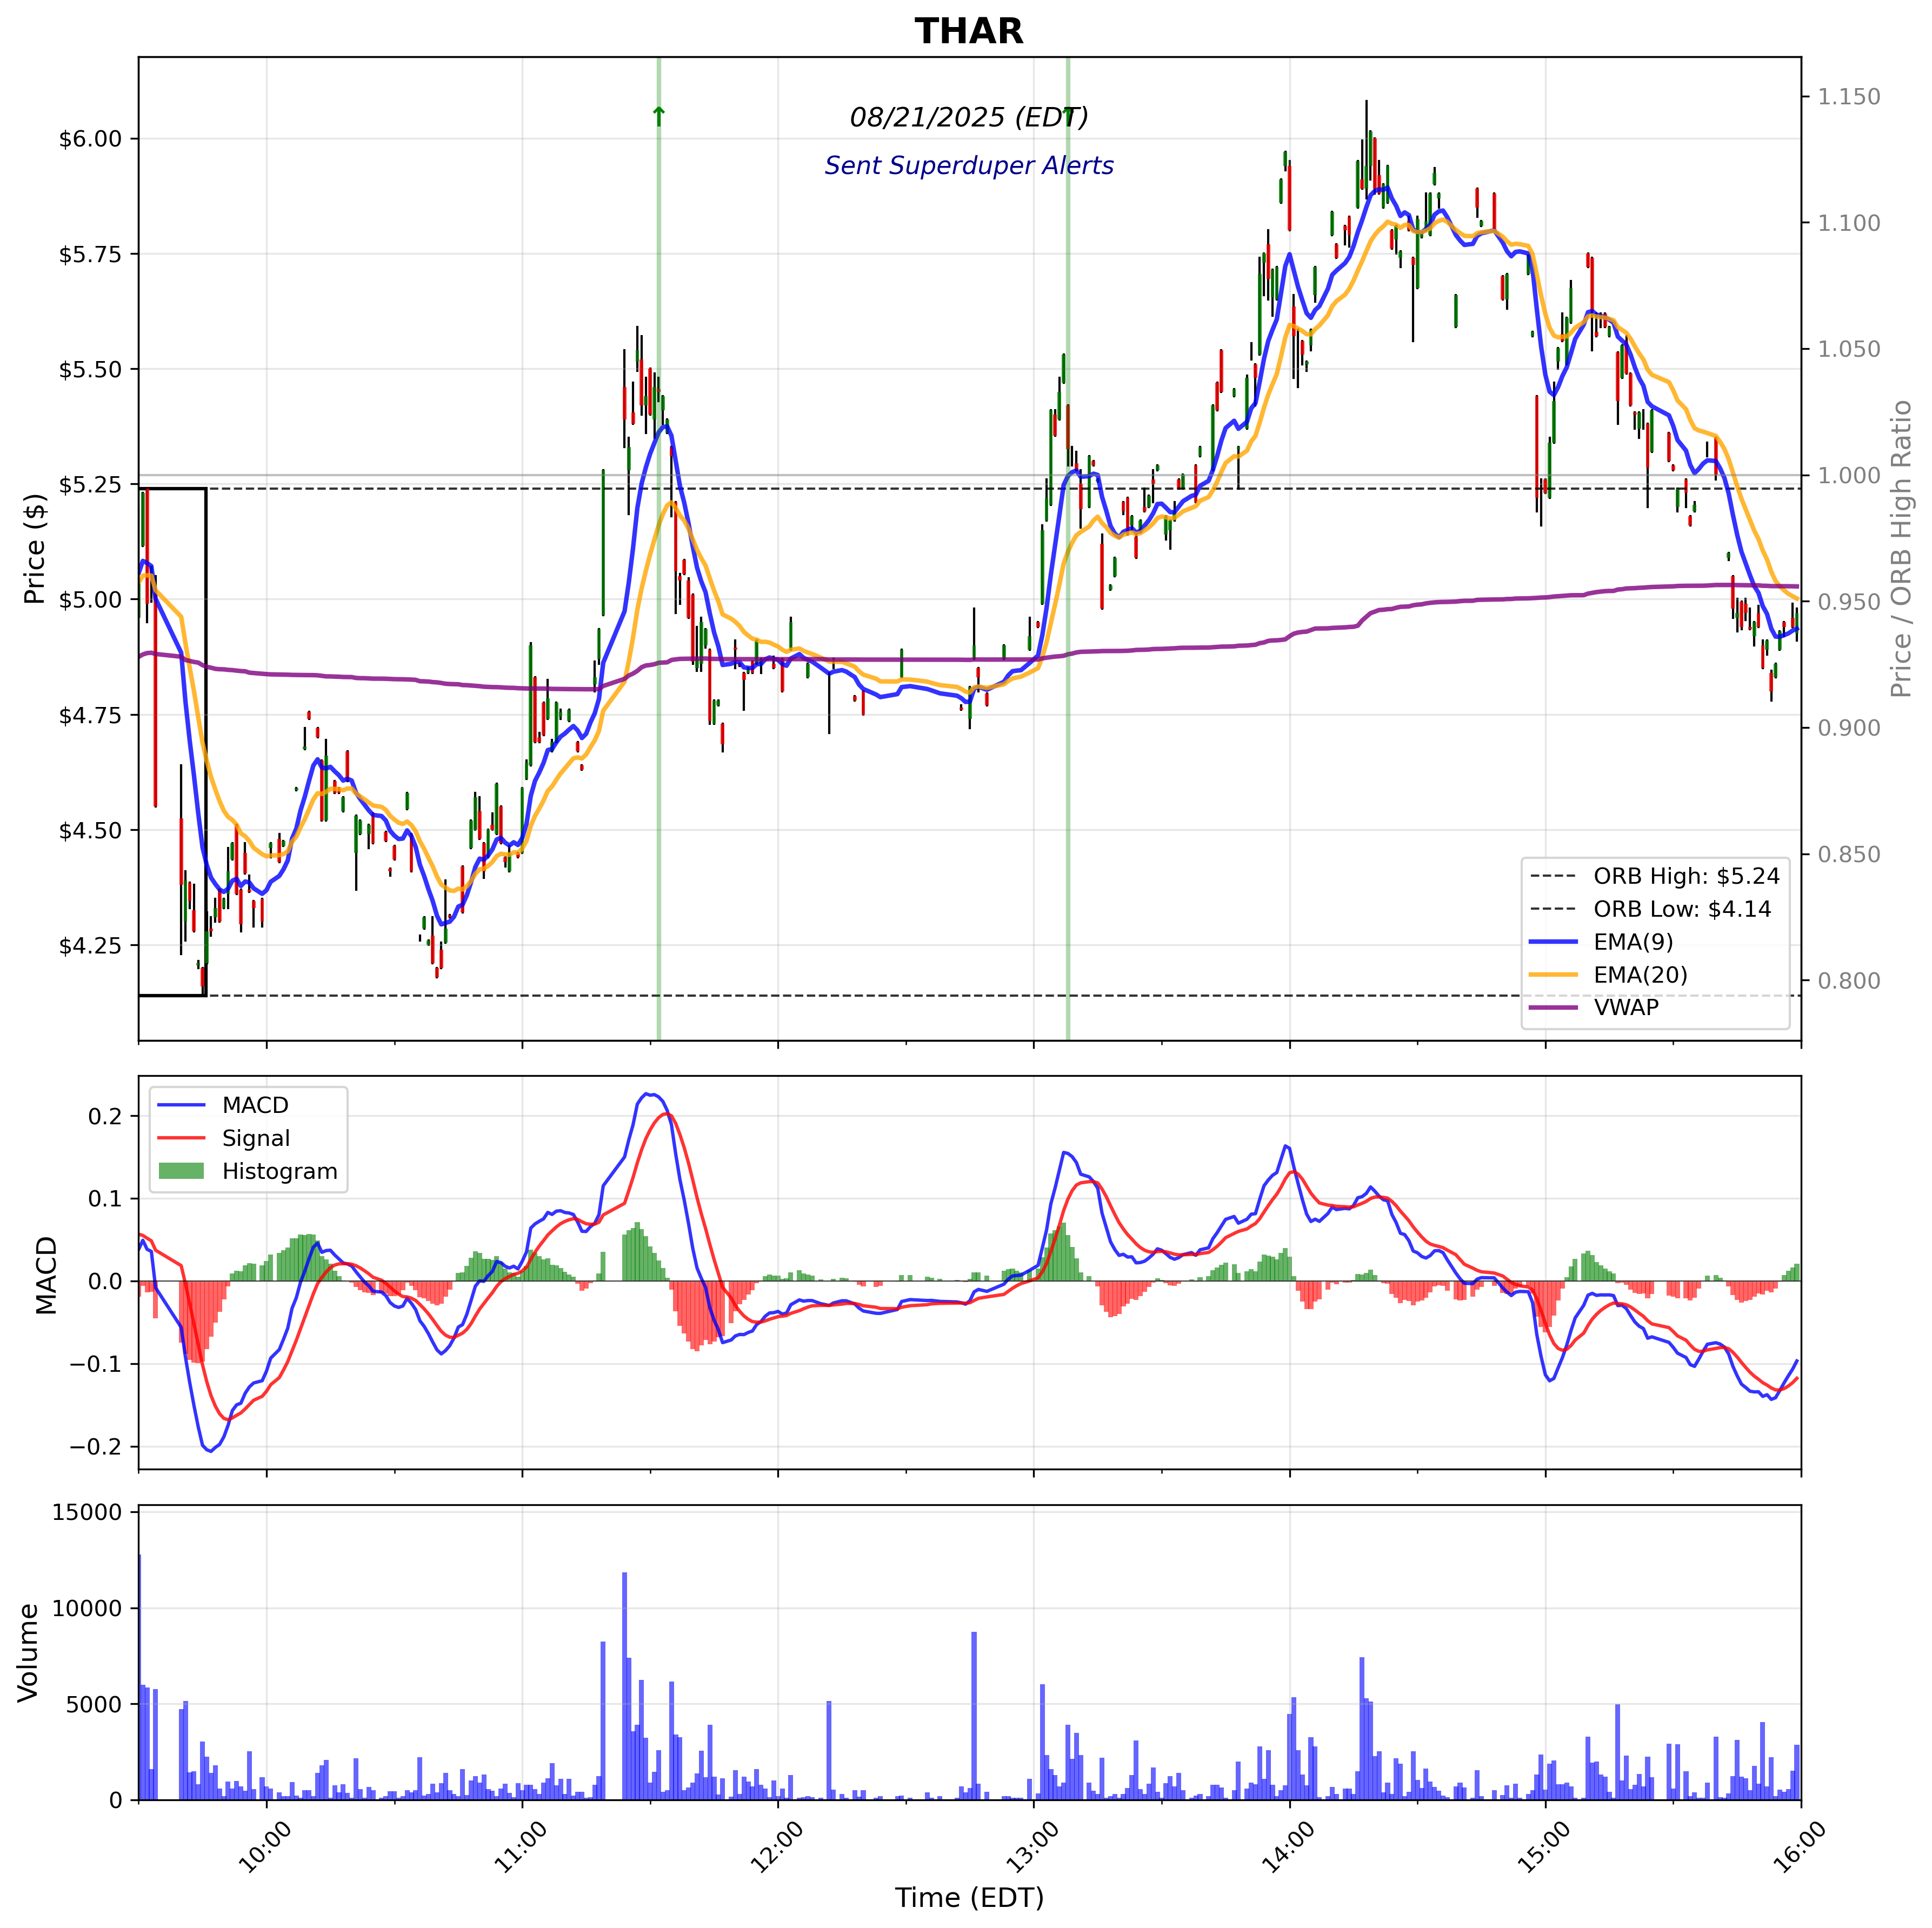 THAR
08/21/2025 (EDT)
Sent Superduper Alerts
↑
↑
Price ($)
$6.00
$5.75
$5.50
$5.25
$5.00
$4.75
$4.50
$4.25
1.150
1.100
1.050
1.000
0.950
0.900
0.850
0.800
Price / ORB High Ratio
ORB High: $5.24
ORB Low: $4.14
EMA(9)
EMA(20)
VWAP
MACD
0.2
0.1
0.0
−0.1
−0.2
MACD
Signal
Histogram
Volume
15000
10000
5000
0
10:00
11:00
12:00
13:00
14:00
15:00
16:00
Time (EDT)